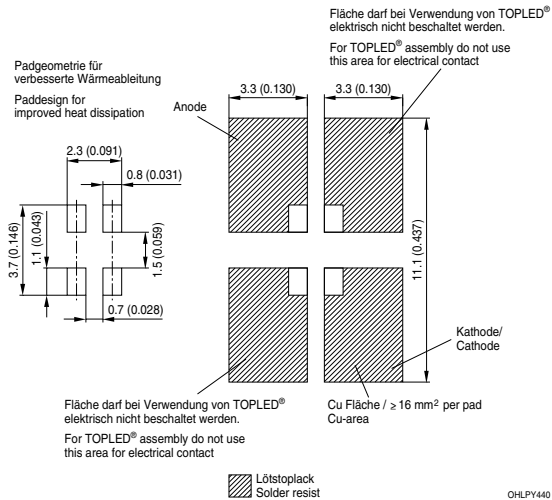 Fläche darf bei Verwendung von TOPLED®
elektrisch nicht beschaltet werden.
For TOPLED® assembly do not use
this area for electrical contact
Padgeometrie für
verbesserte Wärmeableitung
Paddesign for
improved heat dissipation
Anode
3.3 (0.130)
3.3 (0.130)
2.3 (0.091)
0.8 (0.031)
3.7 (0.146)
1.1 (0.043)
1.5 (0.059)
0.7 (0.028)
11.1 (0.437)
Kathode/
Cathode
Fläche darf bei Verwendung von TOPLED®
elektrisch nicht beschaltet werden.
For TOPLED® assembly do not use
this area for electrical contact
Cu Fläche / ≥ 16 mm² per pad
Cu-area
Lötstoplack
Solder resist
OHLPY440